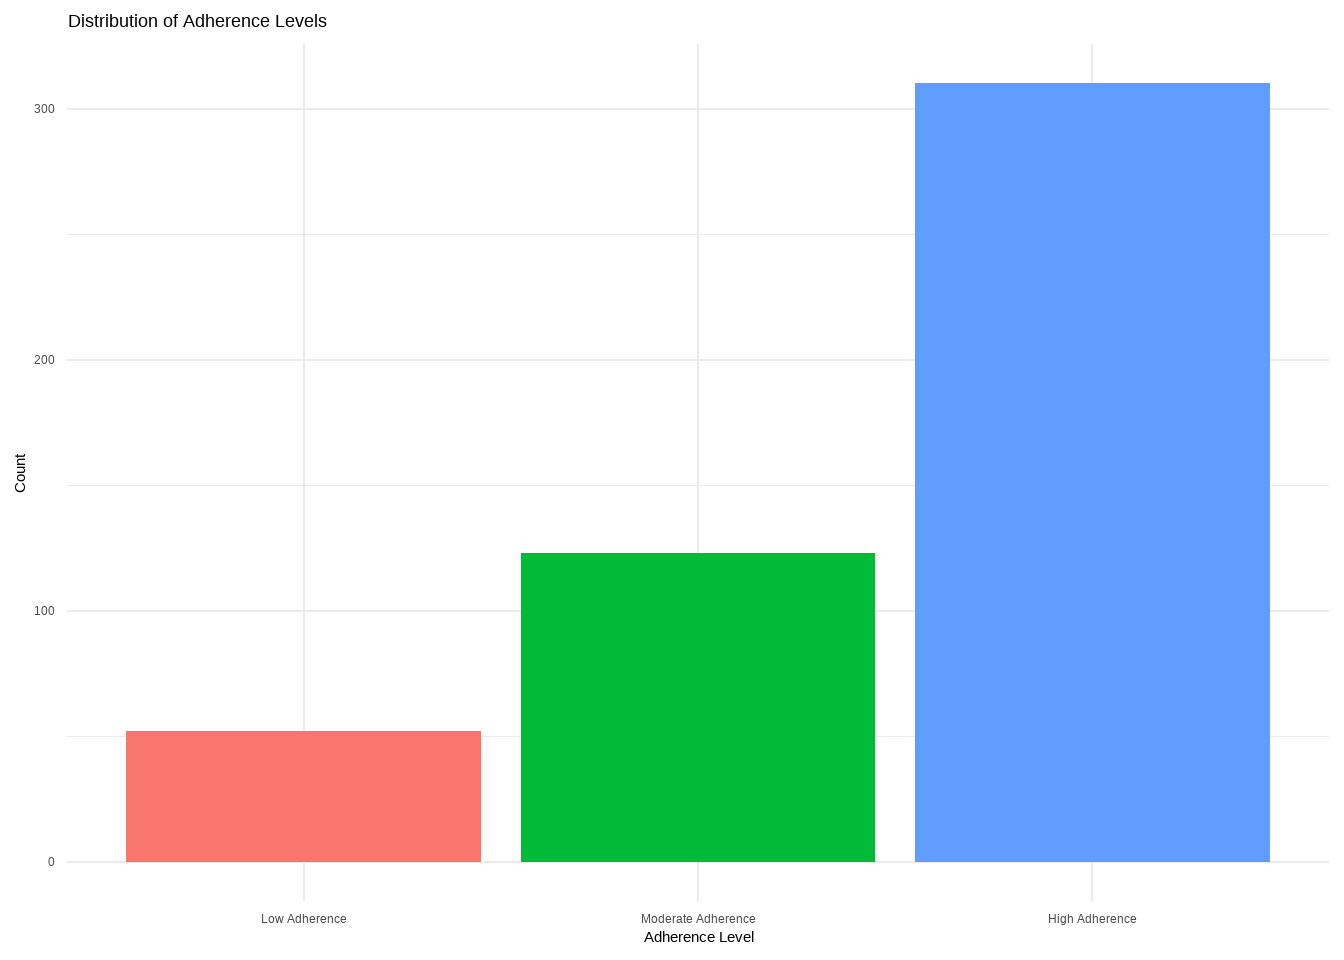 Distribution of Adherence Levels
300
200
100
0
Count
Low Adherence
Moderate Adherence
High Adherence
Adherence Level